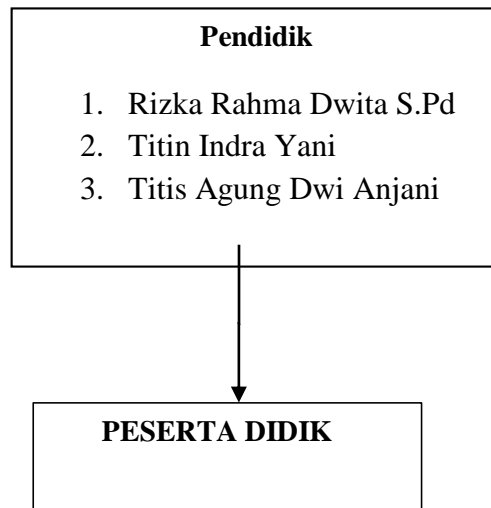 Pendidik
1. Rizka Rahma Dwita S.Pd
2. Titin Indra Yani
3. Titis Agung Dwi Anjani
PESERTA DIDIK